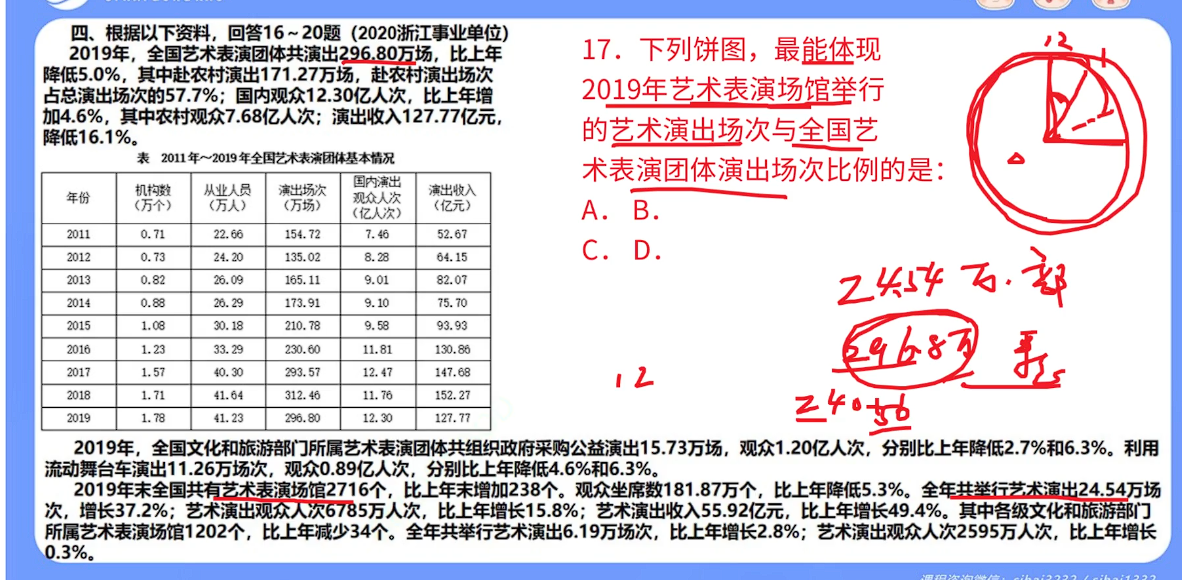 四、根据以下资料，回答16～20题（2020浙江事业单位）
2019年，全国艺术表演团体共演出296.80万场，比上年
降低5.0%，其中赴农村演出171.27万场，赴农村演出场次
占总演出场次的57.7%；国内观众12.30亿人次，比上年增
加4.6%，其中农村观众7.68亿人次；演出收入127.77亿元，
降低16.1%。
表 2011年～2019年全国艺术表演团体基本情况
年份 机构数（万个） 从业人员（万人） 演出场次（万场） 国内演出观众人次（亿人次） 演出收入（亿元）
2011 0.71 22.66 154.72 7.46 52.67
2012 0.73 24.20 135.02 8.28 64.15
2013 0.82 26.09 165.11 9.01 82.07
2014 0.88 26.29 173.91 9.10 75.70
2015 1.08 30.18 210.78 9.58 93.93
2016 1.23 33.29 230.60 11.81 130.86
2017 1.57 40.30 293.57 12.47 147.68
2018 1.71 41.64 312.46 11.76 152.27
2019 1.78 41.23 296.80 12.30 127.77
17．下列饼图，最能体现
2019年艺术表演场馆举行
的艺术演出场次与全国艺
术表演团体演出场次比例的是：
A． B．
C． D．
12
1
24.54 万.部
296.8万
12
240 56
2019年，全国文化和旅游部门所属艺术表演团体共组织政府采购公益演出15.73万场，观众1.20亿人次，分别比上年降低2.7%和6.3%。利用
流动舞台车演出11.26万场次，观众0.89亿人次，分别比上年降低4.6%和6.3%。
2019年末全国共有艺术表演场馆2716个，比上年末增加238个。观众坐席数181.87万个，比上年降低5.3%。全年共举行艺术演出24.54万场
次，增长37.2%；艺术演出观众人次6785万人次，比上年增长15.8%；艺术演出收入55.92亿元，比上年增长49.4%。其中各级文化和旅游部门
所属艺术表演场馆1202个，比上年减少34个。全年共举行艺术演出6.19万场次，比上年增长2.8%；艺术演出观众人次2595万人次，比上年增长
0.3%。